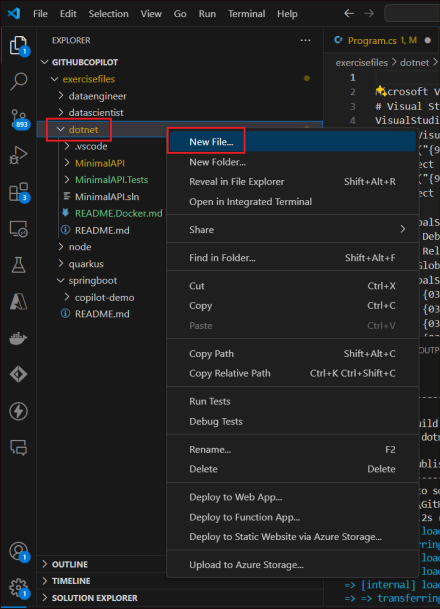 File Edit Selection View Go Run Terminal Help
EXPLORER
Program.cs 1, M
GITHUBCOPILOT
exercisefiles
exercisefiles > dotnet >
dataengineer
1
datascientist
dotnet
New File...
.vscode
New Folder...
MinimalAPI
Reveal in File Explorer Shift+Alt+R
MinimalAPI.Tests
Open in Integrated Terminal
MinimalAPI.sln
README.Docker.md
README.md
Share
node
Find in Folder... Shift+Alt+F
quarkus
springboot
Cut Ctrl+X
copilot-demo
Copy Ctrl+C
README.md
Paste Ctrl+V
Copy Path Shift+Alt+C
Copy Relative Path Ctrl+K Ctrl+Shift+C
Run Tests
Debug Tests
Rename... F2
Delete Delete
Deploy to Web App...
Deploy to Function App...
Deploy to Static Website via Azure Storage...
Upload to Azure Storage...
OUTLINE
TIMELINE
SOLUTION EXPLORER
1
893
3
1
1
crosoft V
# Visual St
VisualStudi
OUTP
=> [internal] loa
=> => transferrin